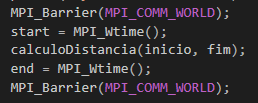 MPI_Barrier(MPI_COMM_WORLD);
start = MPI_Wtime();
calculoDistancia(inicio, fim);
end = MPI_Wtime();
MPI_Barrier(MPI_COMM_WORLD);